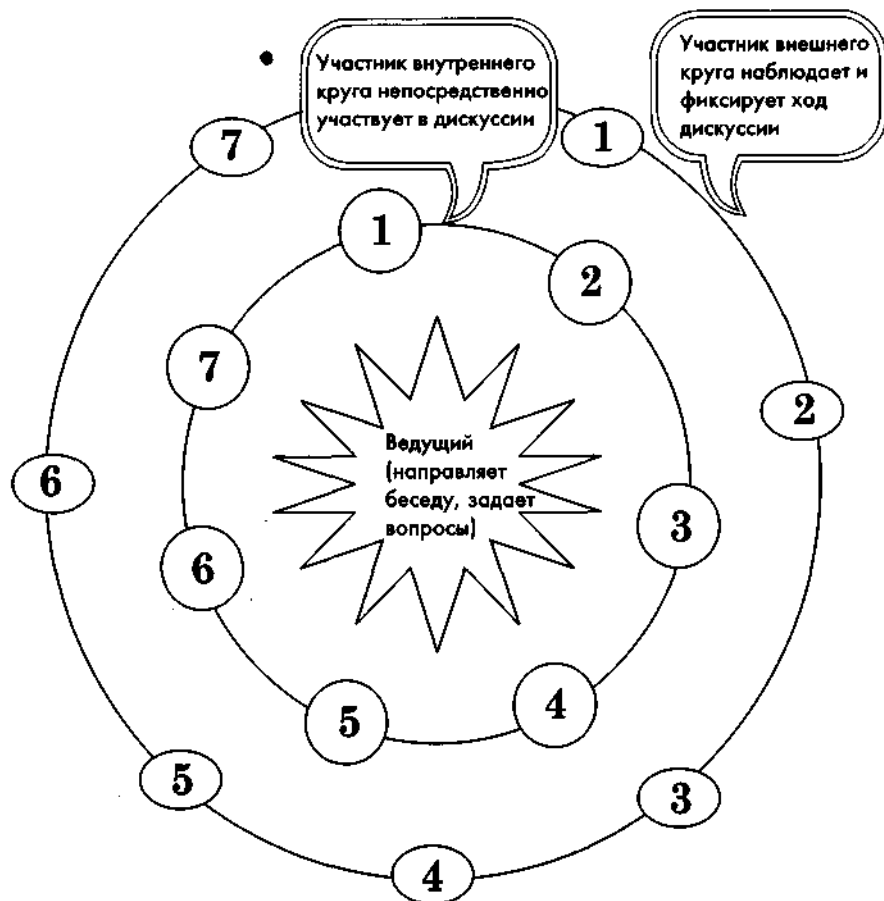 Участник внутреннего
круга непосредственно
участвует в дискуссии
Участник внешнего
круга наблюдает и
фиксирует ход
дискуссии
7
1
1
2
7
2
Ведущий
(направляет
беседу, задает
вопросы)
6
3
6
4
5
5
3
4